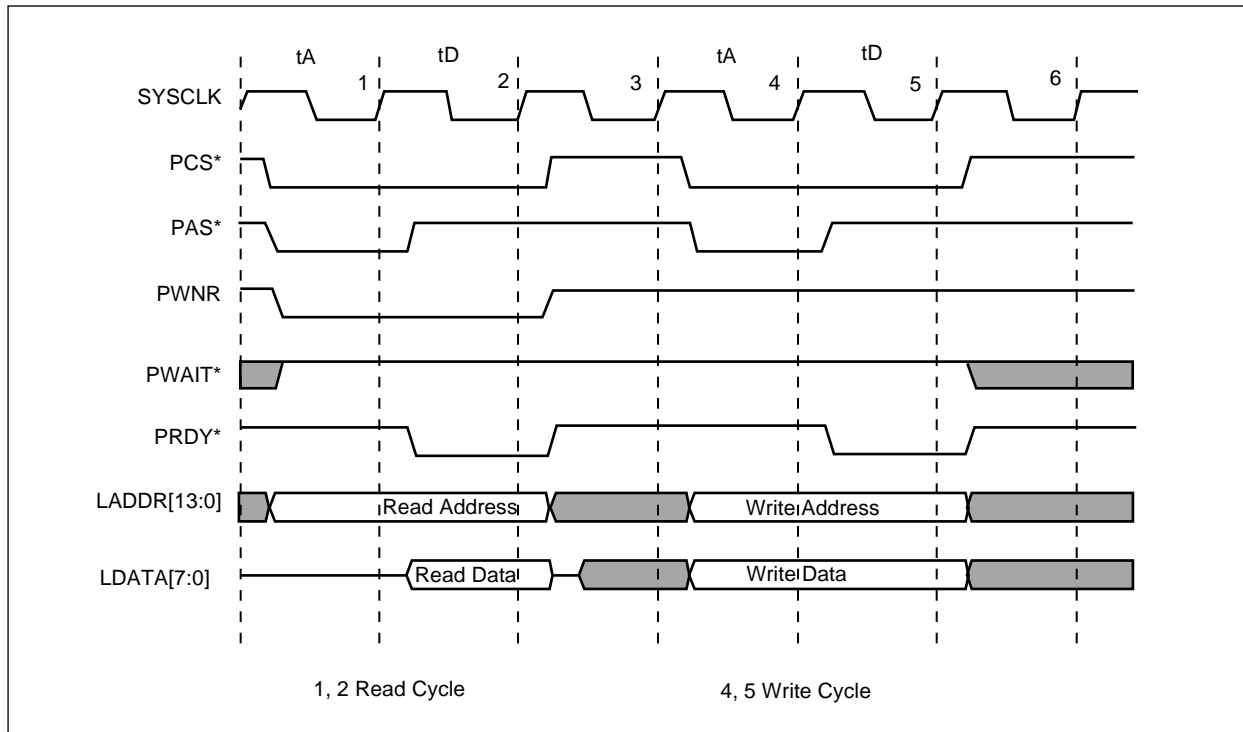 tA tD tA tD
1 2 3 4 5 6
SYSCLK
PCS*
PAS*
PWNR
PWAIT*
PRDY*
LADDR[13:0] Read Address Write Address
LDATA[7:0] Read Data Write Data
1, 2 Read Cycle 4, 5 Write Cycle